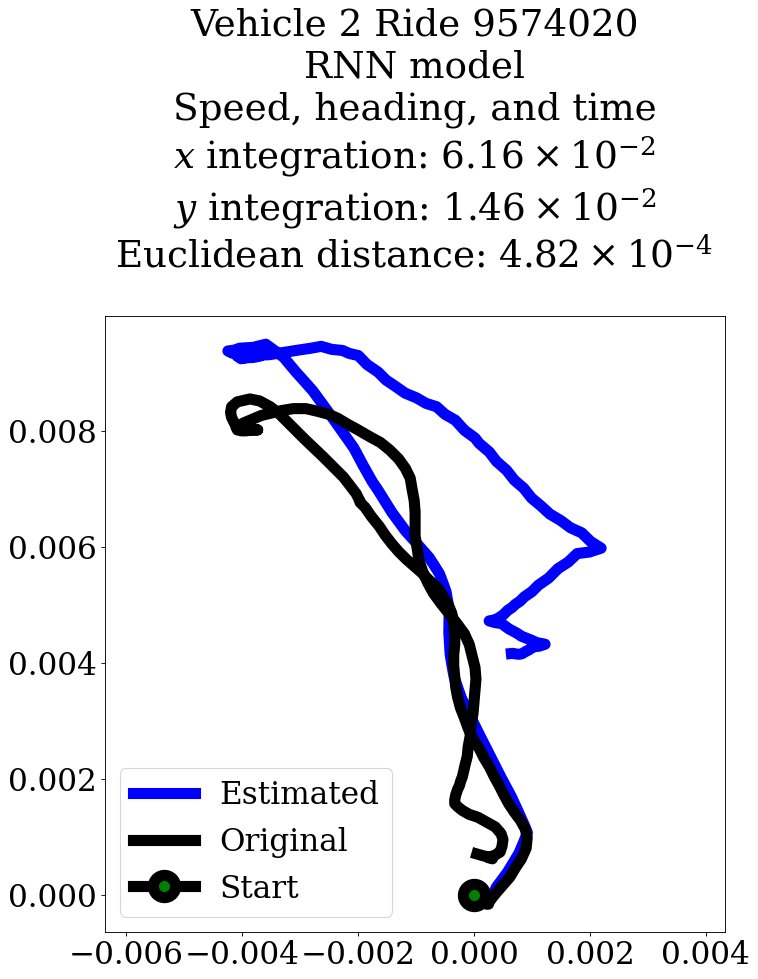 Vehicle 2 Ride 9574020
RNN model
Speed, heading, and time
x integration: 6.16 × 10⁻²
y integration: 1.46 × 10⁻²
Euclidean distance: 4.82 × 10⁻⁴
0.008
0.006
0.004
0.002
0.000
Estimated
Original
Start
−0.006 −0.004 −0.002 0.000 0.002 0.004